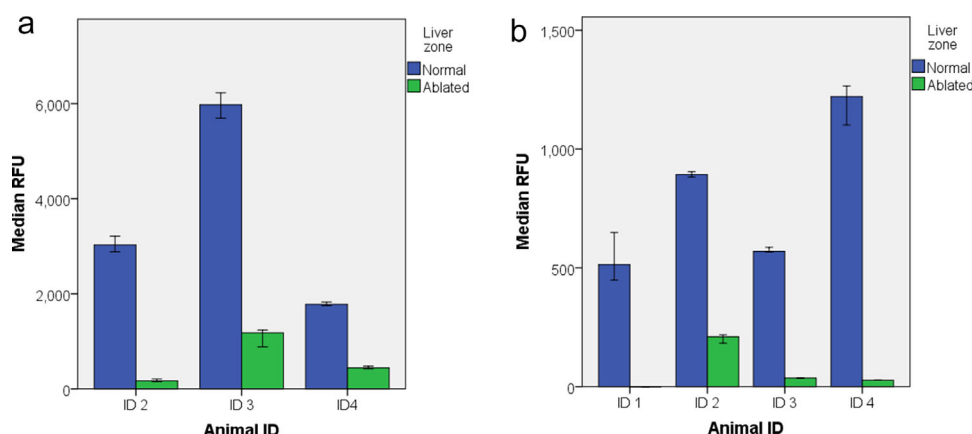 a
Liver
zone
Normal
Ablated
6,000
4,000
2,000
0
Median RFU
ID 2
ID 3
ID4
Animal ID
b
Liver
zone
Normal
Ablated
1,500
1,000
500
0
Median RFU
ID 1
ID 2
ID 3
ID 4
Animal ID